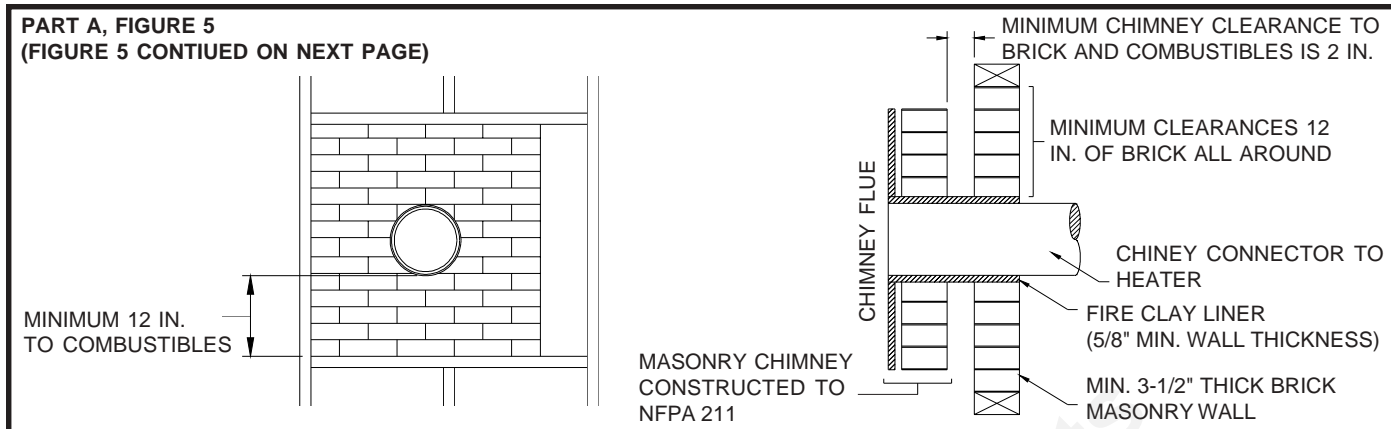 PART A, FIGURE 5
(FIGURE 5 CONTIUED ON NEXT PAGE)
MINIMUM CHIMNEY CLEARANCE TO
BRICK AND COMBUSTIBLES IS 2 IN.
MINIMUM CLEARANCES 12
IN. OF BRICK ALL AROUND
CHIMNEY FLUE
CHINEY CONNECTOR TO
HEATER
MINIMUM 12 IN.
TO COMBUSTIBLES
FIRE CLAY LINER
(5/8" MIN. WALL THICKNESS)
MASONRY CHIMNEY
CONSTRUCTED TO
NFPA 211
MIN. 3-1/2" THICK BRICK
MASONRY WALL